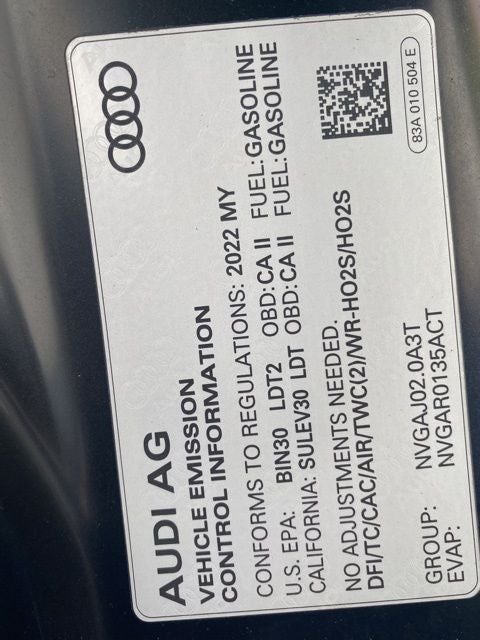 AUDI AG
VEHICLE EMISSION
CONTROL INFORMATION
CONFORMS TO REGULATIONS: 2022 MY
U.S. EPA: BIN30 LDT2 OBD: CA II FUEL: GASOLINE
CALIFORNIA: SULEV30 LDT OBD: CA II FUEL: GASOLINE
NO ADJUSTMENTS NEEDED.
DFI/TC/CAC/AIR/TWC(2)/WR-HO2S/HO2S
GROUP: NVGAJ02.0A3T
EVAP: NVGAR0135ACT
83A 010 504 E